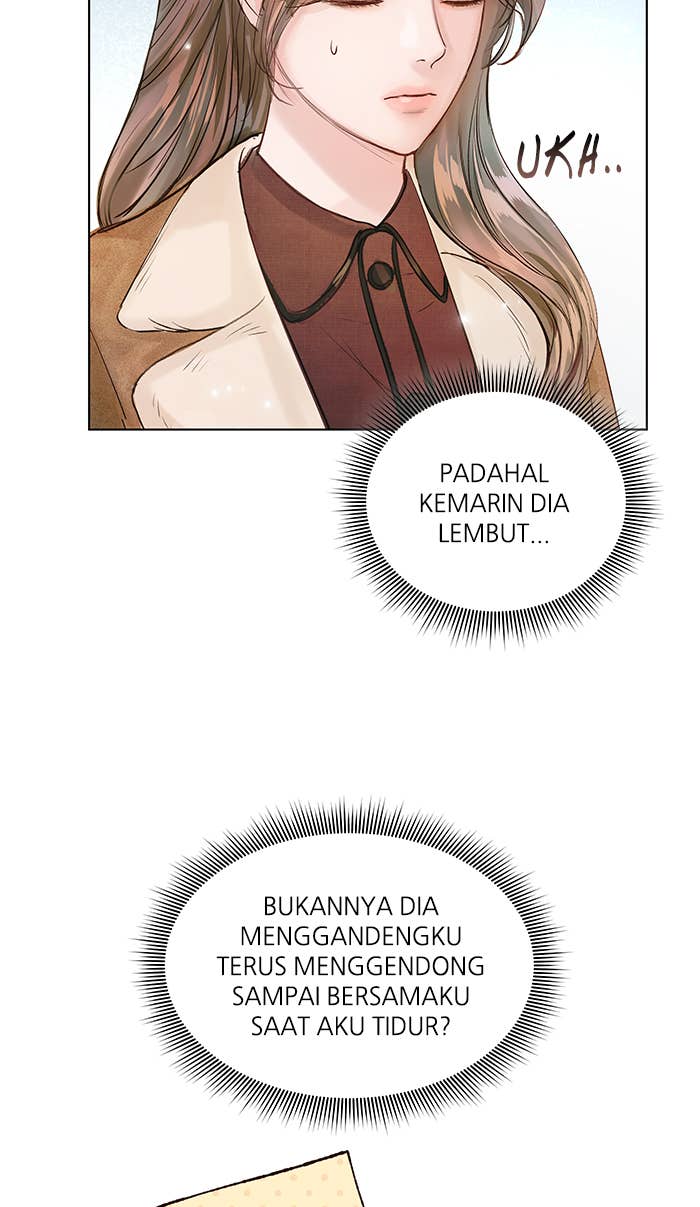 UKH..
PADAHAL
KEMARIN DIA
LEMBUT...
BUKANNYA DIA
MENGGANDENGKU
TERUS MENGGENDONG
SAMPAI BERSAMAKU
SAAT AKU TIDUR?